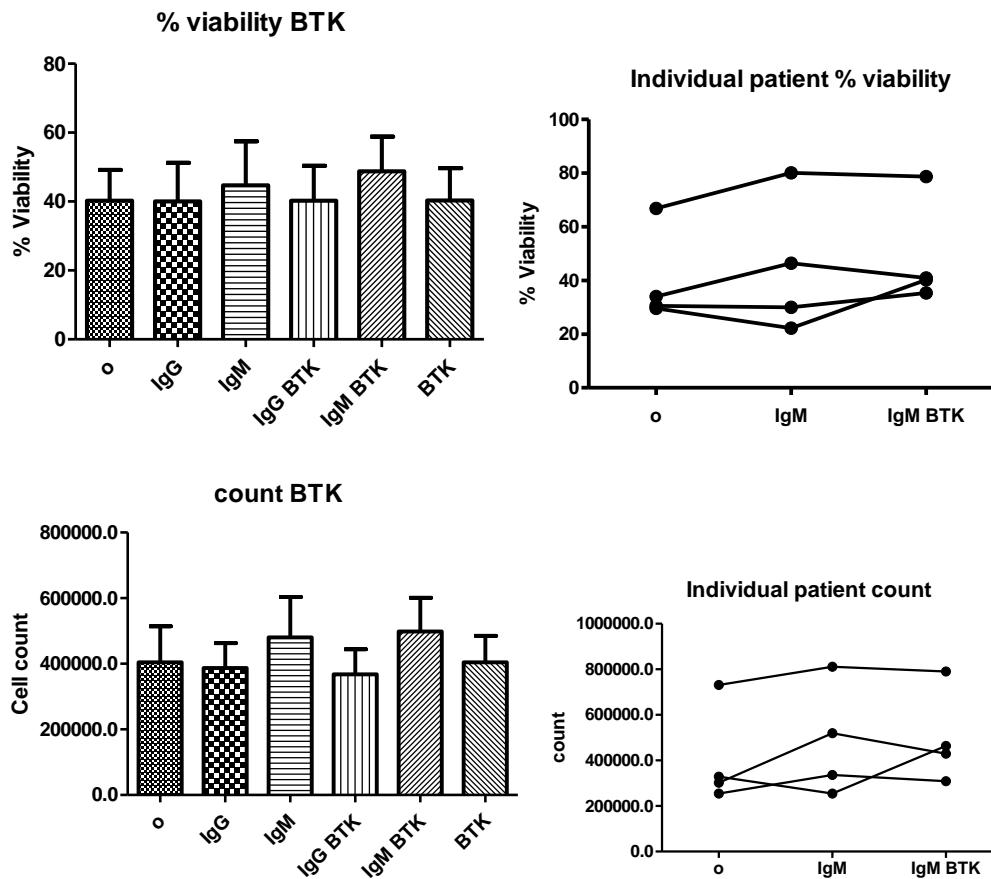 % viability BTK
80
60
40
20
0
% Viability
o
IgG
IgM
IgG BTK
IgM BTK
BTK
Individual patient % viability
100
80
60
40
20
0
% Viability
o
IgM
IgM BTK
count BTK
800000.0
600000.0
400000.0
200000.0
0.0
Cell count
o
IgG
IgM
IgG BTK
IgM BTK
BTK
Individual patient count
1000000.0
800000.0
600000.0
400000.0
200000.0
0.0
count
o
IgM
IgM BTK